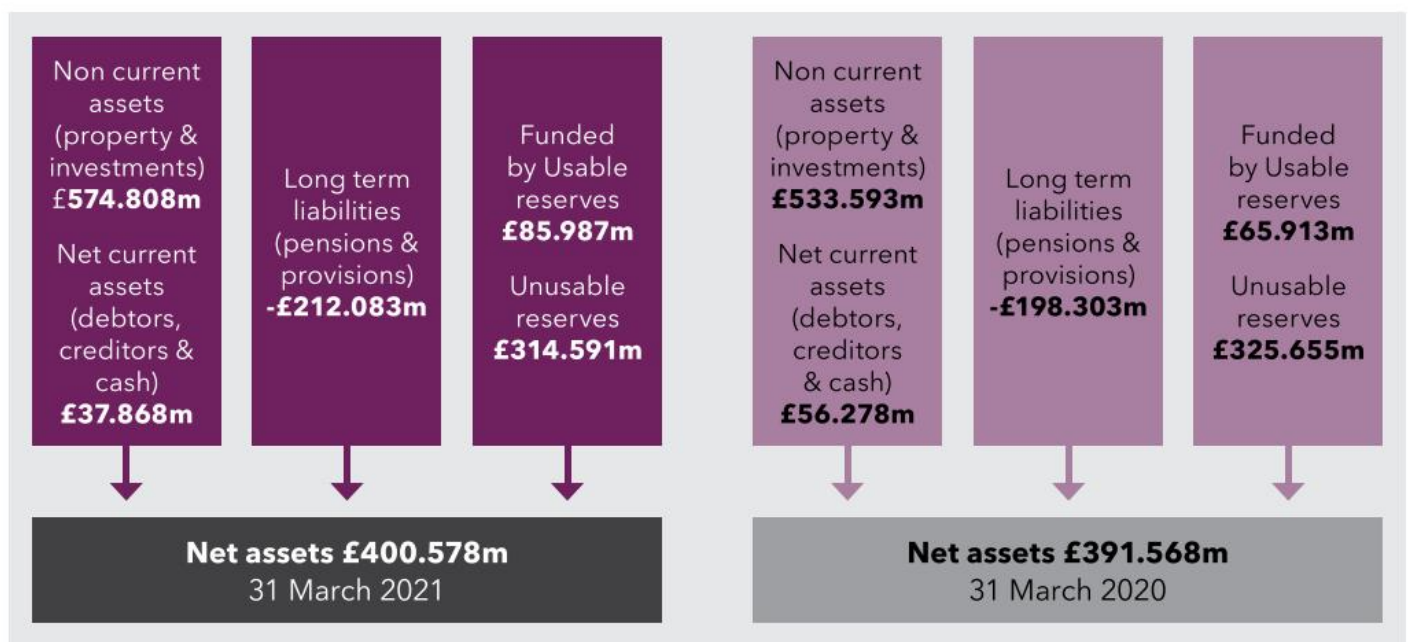 Non current
assets
(property &
investments)
£574.808m
Net current
assets
(debtors,
creditors &
cash)
£37.868m
Long term
liabilities
(pensions &
provisions)
-£212.083m
Funded
by Usable
reserves
£85.987m
Unusable
reserves
£314.591m
Net assets £400.578m
31 March 2021
Non current
assets
(property &
investments)
£533.593m
Net current
assets
(debtors,
creditors
& cash)
£56.278m
Long term
liabilities
(pensions &
provisions)
-£198.303m
Funded
by Usable
reserves
£65.913m
Unusable
reserves
£325.655m
Net assets £391.568m
31 March 2020